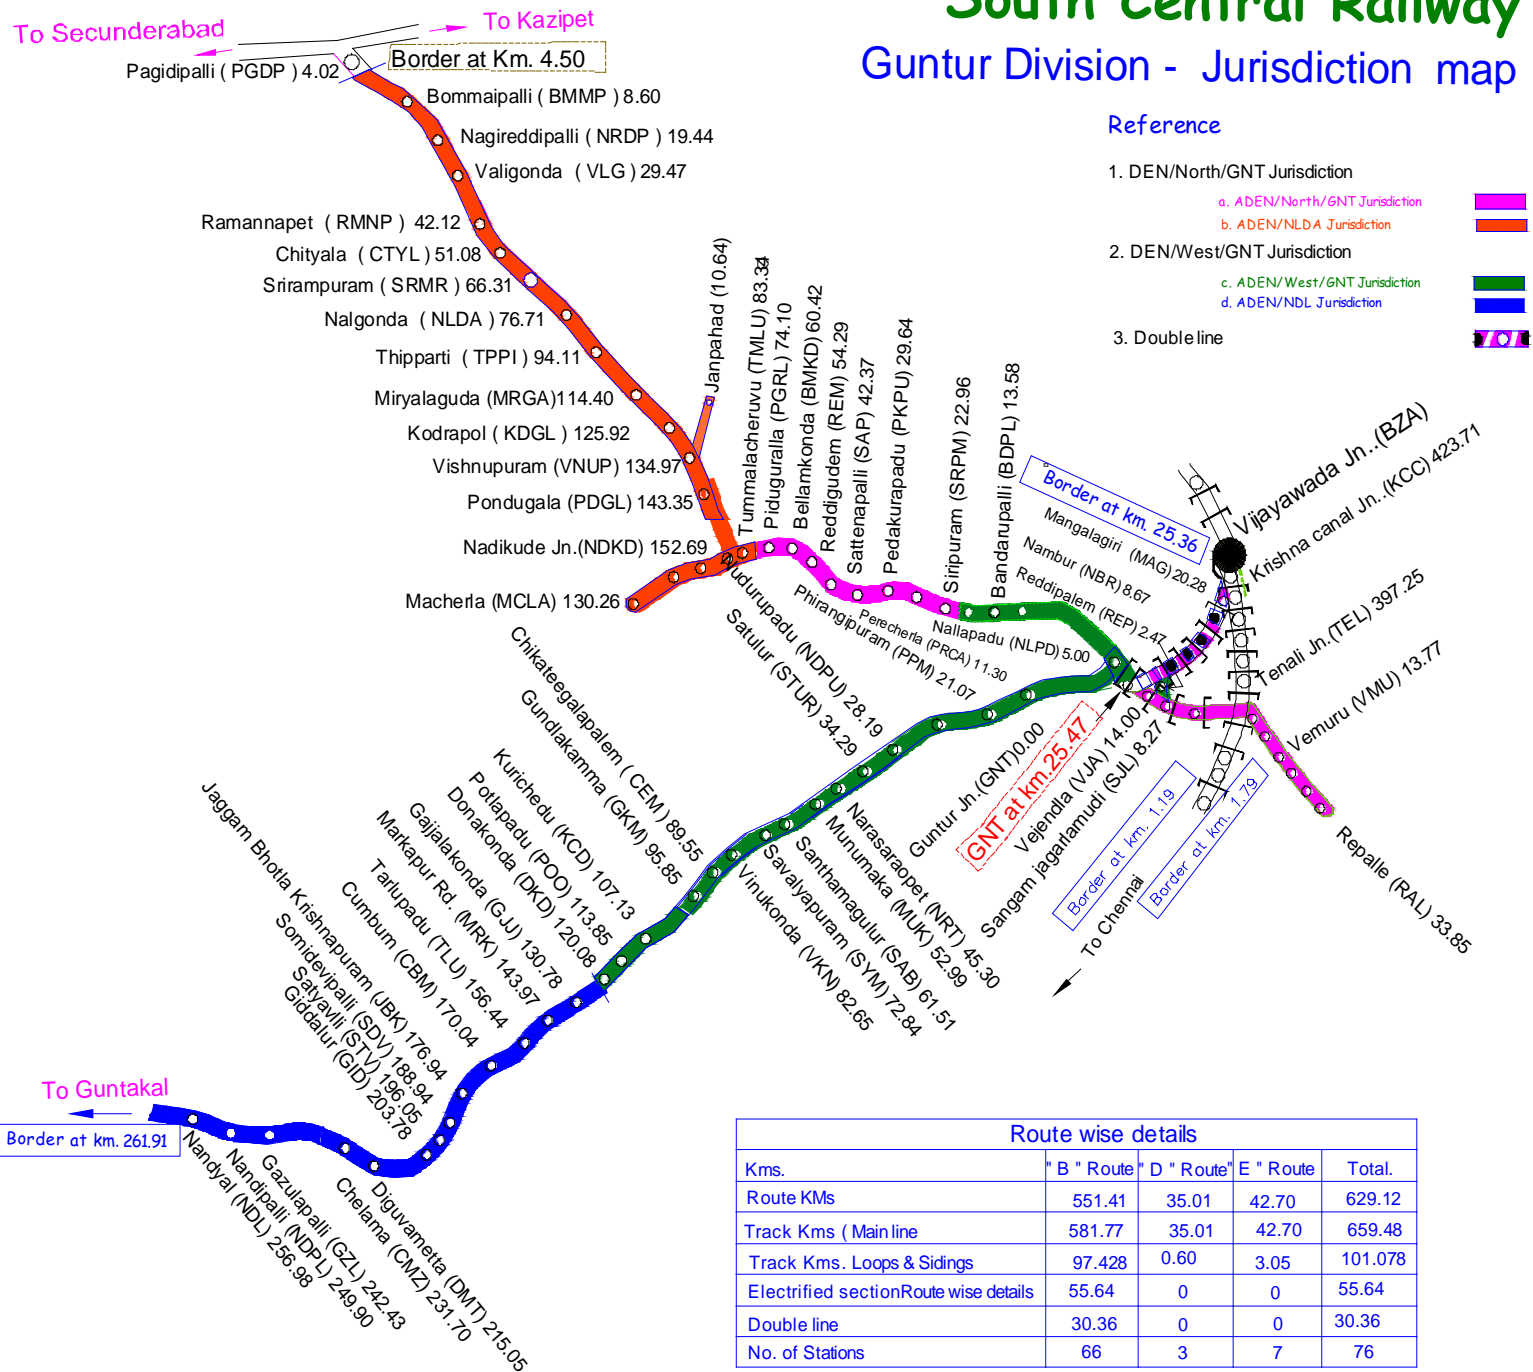 South Central Railway
Guntur Division - Jurisdiction map
To Secunderabad
To Kazipet
Border at Km. 4.50
Pagidipalli ( PGDP ) 4.02
Bommaipalli ( BMMP ) 8.60
Nagireddipalli ( NRDP ) 19.44
Valigonda ( VLG ) 29.47
Ramannapet ( RMNP ) 42.12
Chityala ( CTYL ) 51.08
Srirampuram ( SRMR ) 66.31
Nalgonda ( NLDA ) 76.71
Thipparti ( TPPI ) 94.11
Miryalaguda (MRGA)114.40
Kodrapol ( KDGL ) 125.92
Vishnupuram (VNUP) 134.97
Pondugala (PDGL) 143.35
Nadikude Jn.(NDKD) 152.69
Macherla (MCLA) 130.26
Reference
1. DEN/North/GNT Jurisdiction
a. ADEN/North/GNT Jurisdiction
b. ADEN/NLDA Jurisdiction
2. DEN/West/GNT Jurisdiction
c. ADEN/West/GNT Jurisdiction
d. ADEN/NDL Jurisdiction
3. Double line
Janpahad (10.64)
Tummalacheruvu (TMLU) 83.34
Piduguralla (PGRL) 74.10
Bellamkonda (BMKD) 60.42
Reddigudem (REM) 54.29
Sattenapalli (SAP) 42.37
Pedakurapadu (PKPU) 29.64
Siripuram (SRPM) 22.96
Bandarupalli (BDPL) 13.58
Border at km. 25.36
Mangalagiri (MAG) 20.28
Nambur (NBR) 8.67
Reddipalem (REP) 2.47
Vijayawada Jn..(BZA)
Krishna canal Jn..(KCC) 423.71
Tenali Jn.(TEL) 397.25
Vemuru (VMU) 13.77
Repalle (RAL) 33.85
Nallapadu (NLPD) 5.00
Perecherla (PRCA) 11.30
Phirangipuram (PPM) 21.07
Nudurupadu (NDPU) 28.19
Satulur (STUR) 34.29
Guntur Jn.(GNT)0.00
GNT at km.25.47
Vejendla (VJA) 14.00
Sangam jagarlamudi (SJL) 8.27
Border at km. 1.19
Border at km. 1.79
To Chennai
Narasaraopet (NRT) 45.30
Munumaka (MUK) 52.99
Santhamagulur (SAB) 61.51
Savalyapuram (SYM) 72.84
Vinukonda (VKN) 82.65
Chikateegalapalem ( CEM ) 89.55
Gundlakamma (GKM) 95.85
Kurichedu (KCD) 107.13
Potlapadu (POO) 113.85
Donakonda (DKD) 120.08
Gajjalakonda (GJJ) 130.78
Markapur Rd. (MRK) 143.97
Tarlupadu (TLU) 156.44
Cumbum (CBM) 170.04
Jaggam Bhotla Krishnapuram (JBK) 176.94
Somidevipalli (SDV) 188.94
Satyavlli (STV) 196.05
Giddalur (GID) 203.78
Diguvametta (DMT) 215.05
Chelama (CMZ) 231.70
Gazulapalli (GZL) 242.43
Nandipalli (NDPL) 249.90
Nandyal (NDL) 256.98
To Guntakal
Border at km. 261.91
Route wise details
Kms. " B " Route " D " Route" E " Route Total.
Route KMs 551.41 35.01 42.70 629.12
Track Kms ( Main line 581.77 35.01 42.70 659.48
Track Kms. Loops & Sidings 97.428 0.60 3.05 101.078
Electrified sectionRoute wise details 55.64 0 0 55.64
Double line 30.36 0 0 30.36
No. of Stations 66 3 7 76